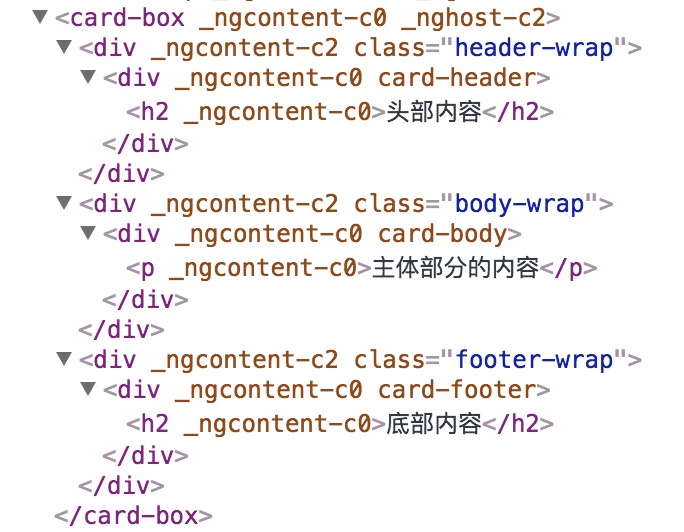 ▼<card-box _ngcontent-c0 _nghost-c2>
▼<div _ngcontent-c2 class="header-wrap">
▼<div _ngcontent-c0 card-header>
<h2 _ngcontent-c0>头部内容</h2>
</div>
</div>
▼<div _ngcontent-c2 class="body-wrap">
▼<div _ngcontent-c0 card-body>
<p _ngcontent-c0>主体部分的内容</p>
</div>
</div>
▼<div _ngcontent-c2 class="footer-wrap">
▼<div _ngcontent-c0 card-footer>
<h2 _ngcontent-c0>底部内容</h2>
</div>
</div>
</card-box>